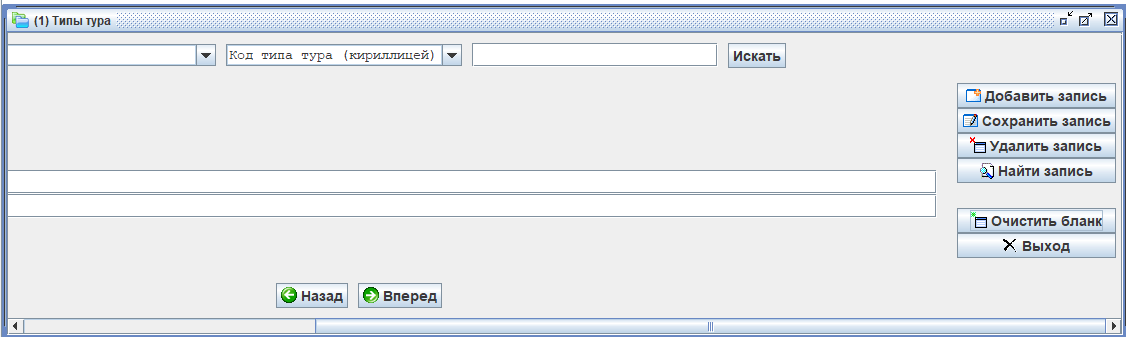 (1) Типы тура
Код типа тура (кириллицей) Искать
Добавить запись
Сохранить запись
Удалить запись
Найти запись
Очистить бланк
Выход
Назад Вперед